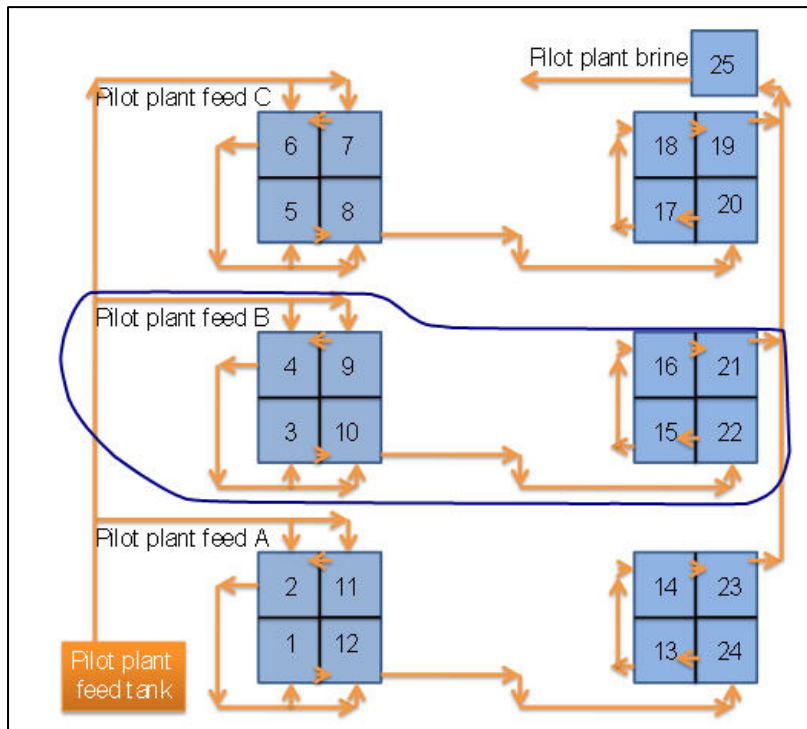 Pilot plant brine
25
Pilot plant feed C
6 7
5 8
18 19
17 20
Pilot plant feed B
4 9
3 10
16 21
15 22
Pilot plant feed A
2 11
1 12
14 23
13 24
Pilot plant
feed tank